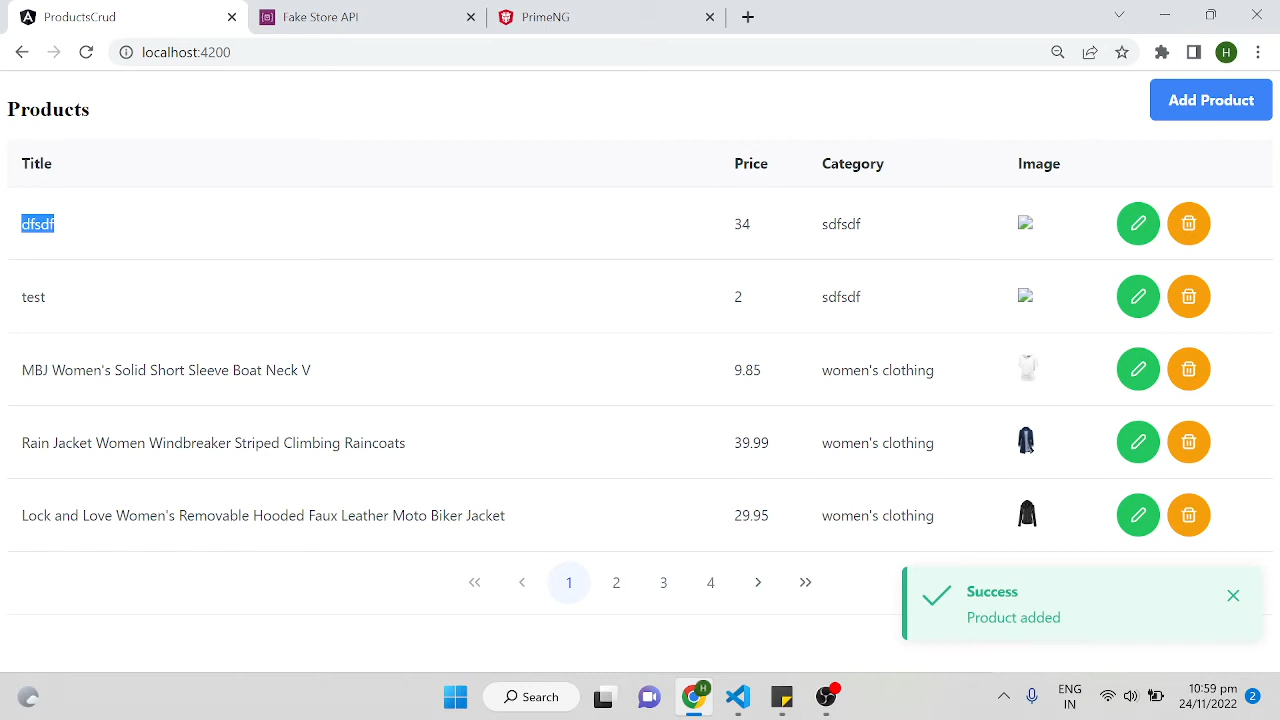 ProductsCrud
Fake Store API
PrimeNG
localhost:4200
H
Products
Add Product
Title Price Category Image
dfsdf 34 sdfsdf
test 2 sdfsdf
MBJ Women's Solid Short Sleeve Boat Neck V 9.85 women's clothing
Rain Jacket Women Windbreaker Striped Climbing Raincoats 39.99 women's clothing
Lock and Love Women's Removable Hooded Faux Leather Moto Biker Jacket 29.95 women's clothing
1 2 3 4
Success
Product added
Search
H
ENG
IN
10:59 pm
24/11/2022
2